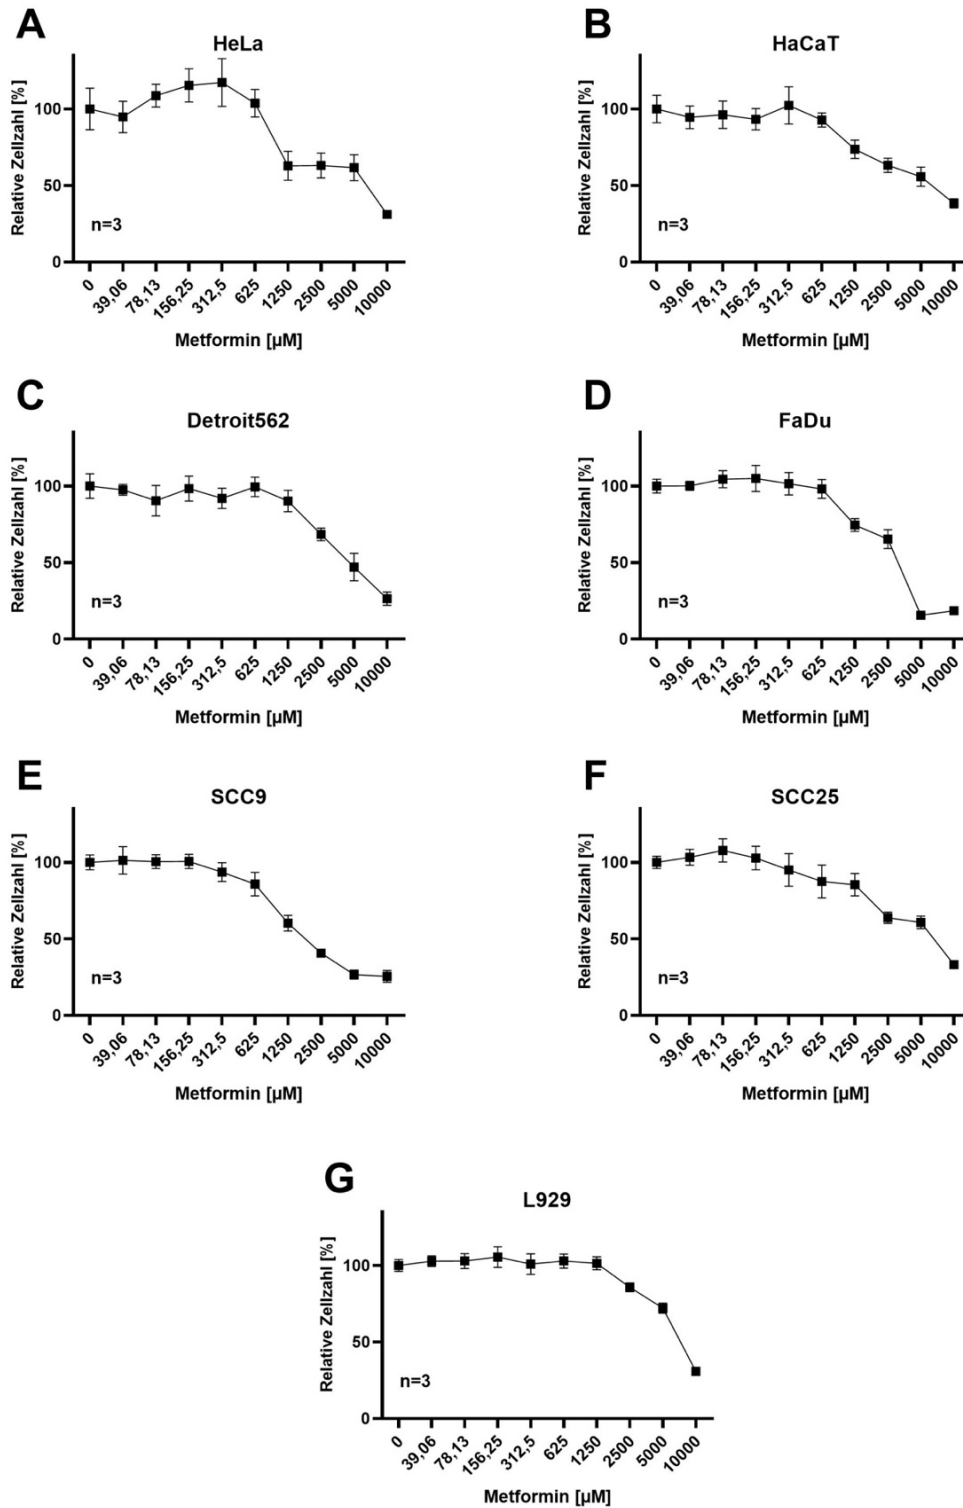 A
HeLa
Relative Zellzahl [%]
100
50
0
n=3
0
39,06
78,13
156,25
312,5
625
1250
2500
5000
10000
Metformin [µM]
B
HaCaT
Relative Zellzahl [%]
100
50
0
n=3
0
39,06
78,13
156,25
312,5
625
1250
2500
5000
10000
Metformin [µM]
C
Detroit562
Relative Zellzahl [%]
100
50
0
n=3
0
39,06
78,13
156,25
312,5
625
1250
2500
5000
10000
Metformin [µM]
D
FaDu
Relative Zellzahl [%]
100
50
0
n=3
0
39,06
78,13
156,25
312,5
625
1250
2500
5000
10000
Metformin [µM]
E
SCC9
Relative Zellzahl [%]
100
50
0
n=3
0
39,06
78,13
156,25
312,5
625
1250
2500
5000
10000
Metformin [µM]
F
SCC25
Relative Zellzahl [%]
100
50
0
n=3
0
39,06
78,13
156,25
312,5
625
1250
2500
5000
10000
Metformin [µM]
G
L929
Relative Zellzahl [%]
100
50
0
n=3
0
39,06
78,13
156,25
312,5
625
1250
2500
5000
10000
Metformin [µM]